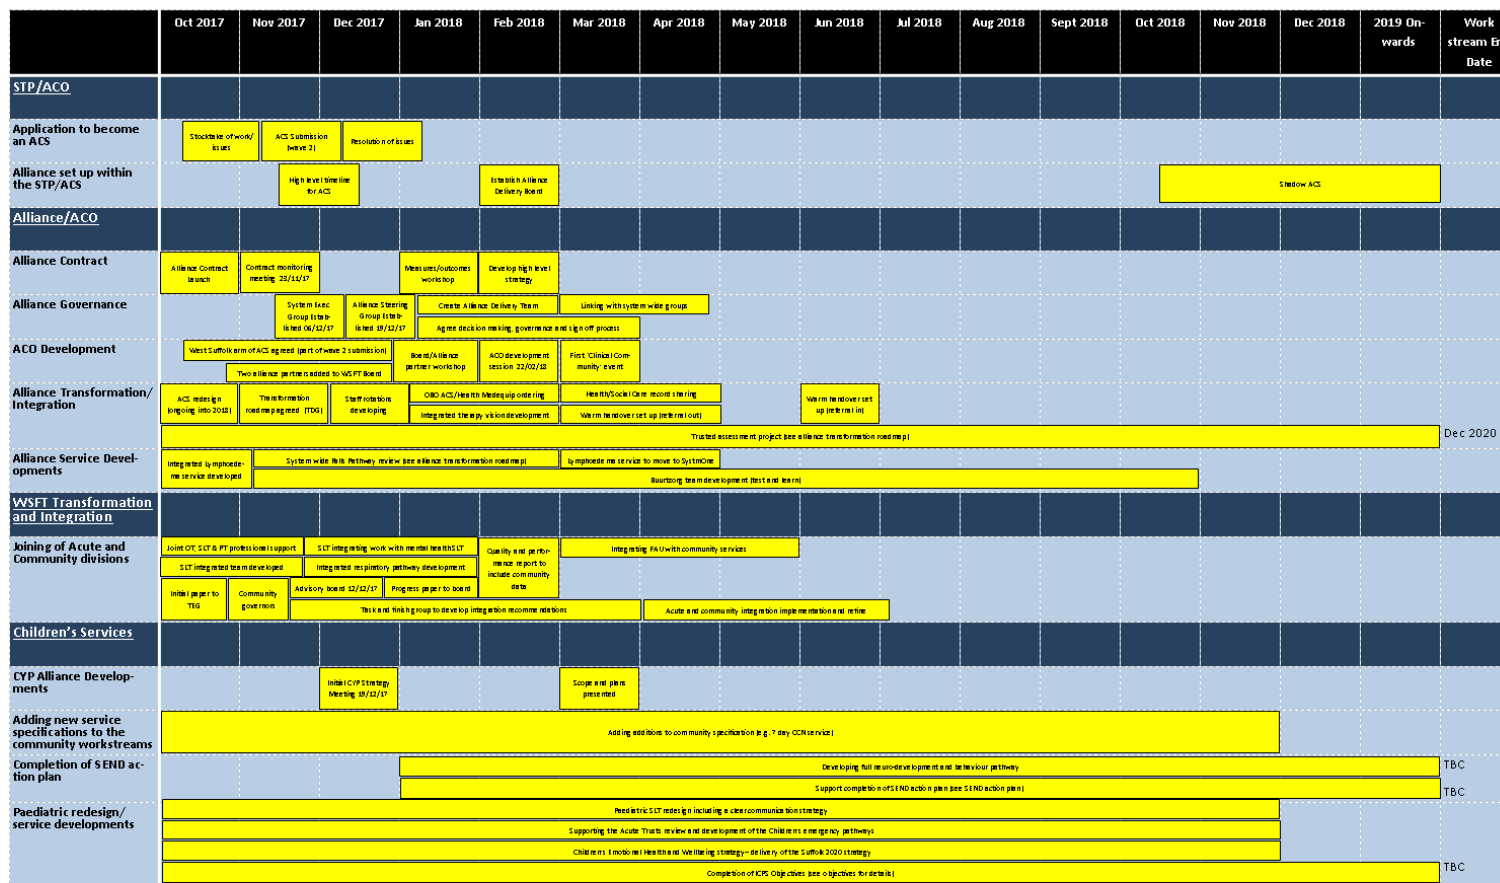 Oct 2017 Nov 2017 Dec 2017 Jan 2018 Feb 2018 Mar 2018 Apr 2018 May 2018 Jun 2018 Jul 2018 Aug 2018 Sept 2018 Oct 2018 Nov 2018 Dec 2018 2019 On-
wards
Work
stream En
Date
STP/ACO
Application to become
an ACS
Stocktake of work/
issues
ACS Submission
(wave 2)
Resolution of issues
Alliance set up within
the STP/ACS
High level timeline
for ACS
Establish Alliance
Delivery Board
Shadow ACS
Alliance/ACO
Alliance Contract
Alliance Contract
launch
Contract monitoring
meeting 23/11/17
Measures/outcomes
workshop
Develop high level
strategy
Alliance Governance
System Exec
Group Estab-
lished 06/12/17
Alliance Steering
Group Estab-
lished 19/12/17
Create Alliance Delivery Team
Linking with system wide groups
Agree decision making, governance and sign off process
ACO Development
West Suffolk arm of ACS agreed (part of wave 2 submission)
Two alliance partners added to WSFT Board
Board/Alliance
partner workshop
ACO development
session 22/02/18
First 'Clinical Com-
munity' event
Alliance Transformation/
Integration
ACS redesign
(ongoing into 2018)
Transformation
roadmap agreed (TDG)
Staff rotations
developing
OBO ACS/Health Medequip ordering
Integrated therapy vision development
Health/Social Care record sharing
Warm handover set up (referral out)
Warm handover set
up (referral in)
Trusted assessment project (see alliance transformation roadmap)
Dec 2020
Alliance Service Devel-
opments
Integrated Lymphoede-
ma service developed
System wide Falls Pathway review (see alliance transformation roadmap)
Lymphoedema service to move to SystmOne
Buurtzorg team development (test and learn)
WSFT Transformation
and Integration
Joining of Acute and
Community divisions
Joint OT, SLT & PT professional support
SLT integrating work with mental health SLT
Quality and perfor-
mance report to
include community
data
Integrating FAU with community services
SLT integrated team developed
Integrated respiratory pathway development
Initial paper to
TEG
Community
governors
Advisory board 12/12/17
Progress paper to board
Task and finish group to develop integration recommendations
Acute and community integration implementation and refine
Children's Services
CYP Alliance Develop-
ments
Initial CYP Strategy
Meeting 19/12/17
Scope and plans
presented
Adding new service
specifications to the
community workstreams
Adding additions to community specification (e.g. 7 day CCN service)
Completion of SEND ac-
tion plan
Developing full neuro-development and behaviour pathway
TBC
Support completion of SEND action plan (see SEND action plan)
TBC
Paediatric redesign/
service developments
Paediatric SLT redesign including a clear communication strategy
Supporting the Acute Trusts review and development of the Children's emergency pathways
Children's Emotional Health and Wellbeing strategy – delivery of the Suffolk 2020 strategy
Completion of ICPS Objectives (see objectives for details)
TBC